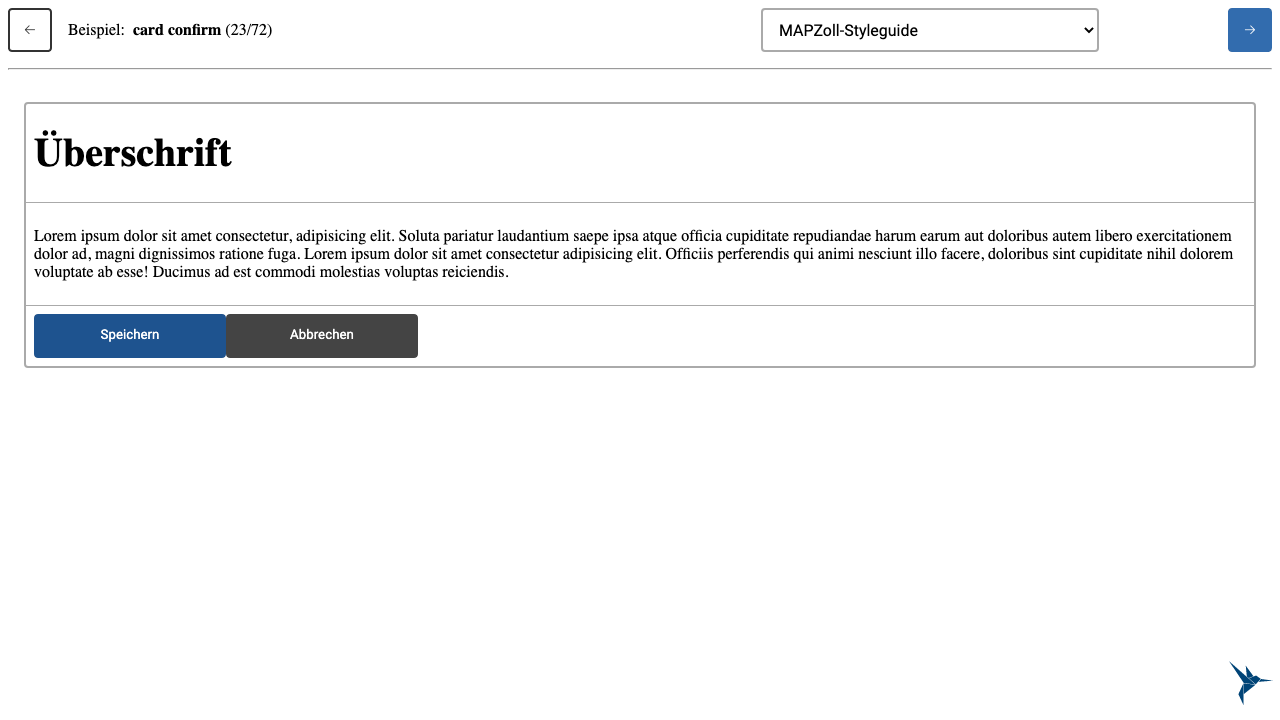 ← Beispiel: card confirm (23/72) MAPZoll-Styleguide →
Überschrift
Lorem ipsum dolor sit amet consectetur, adipisicing elit. Soluta pariatur laudantium saepe ipsa atque officia cupiditate repudiandae harum earum aut doloribus autem libero exercitationem
dolor ad, magni dignissimos ratione fuga. Lorem ipsum dolor sit amet consectetur adipisicing elit. Officiis perferendis qui animi nesciunt illo facere, doloribus sint cupiditate nihil dolorem
voluptate ab esse! Ducimus ad est commodi molestias voluptas reiciendis.
Speichern Abbrechen